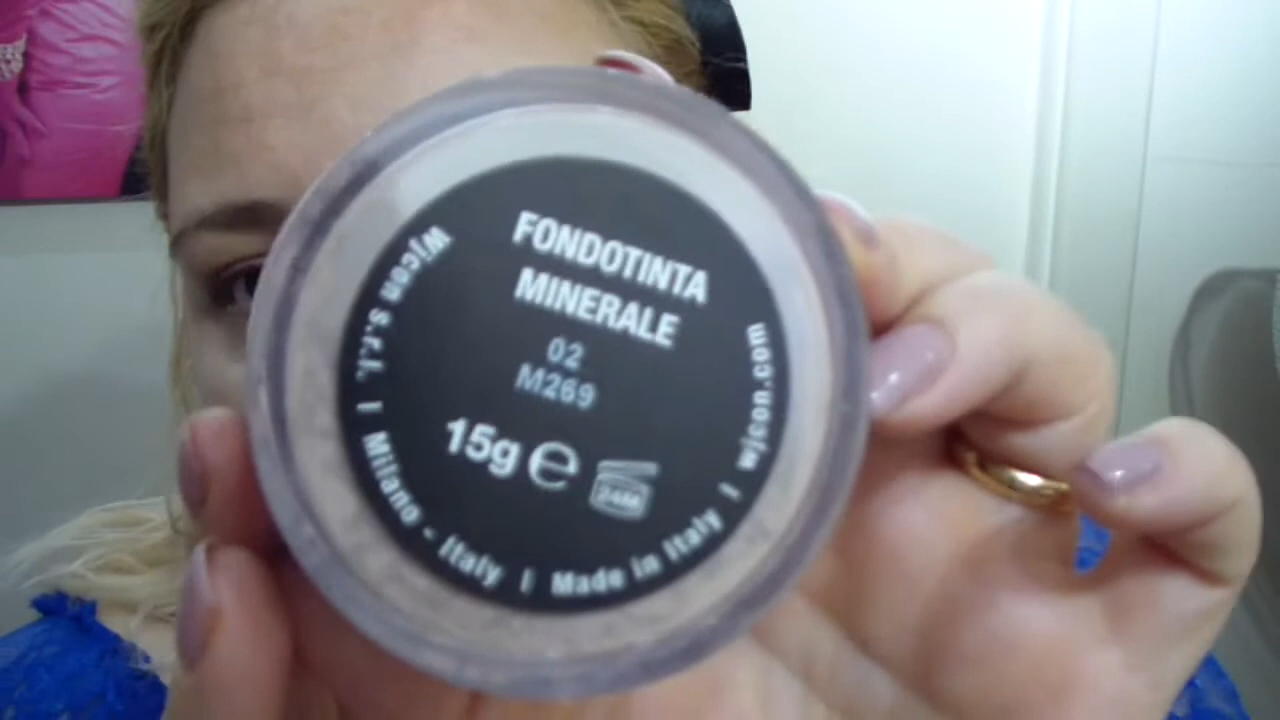 FONDOTINTA
MINERALE
02
M269
15g ℮
24M
Wjcon s.r.l. | Milano - Italy | Made in Italy | wjcon.com